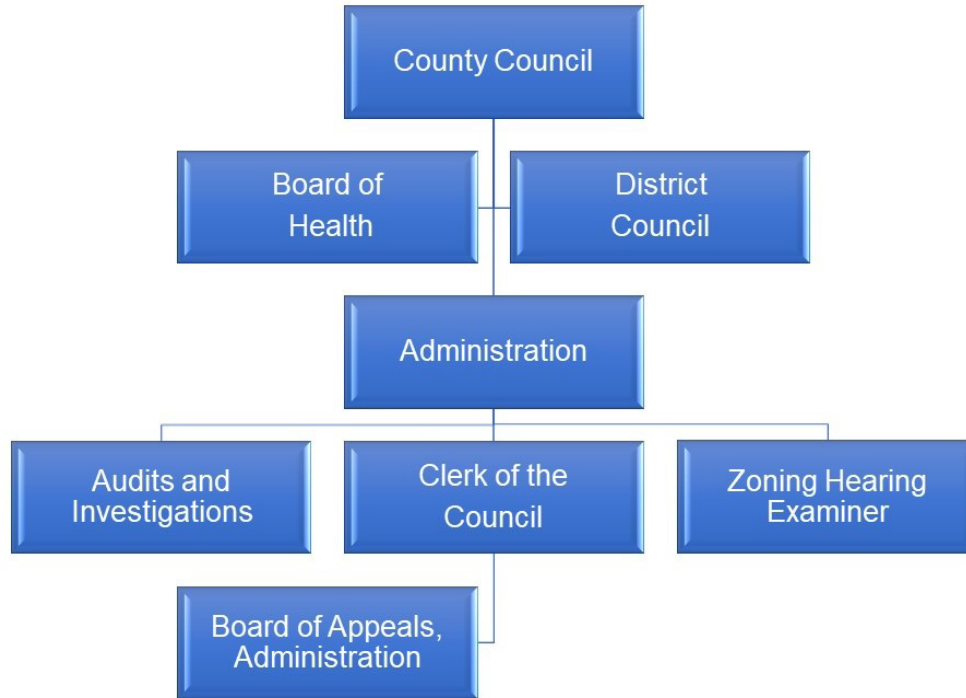 County Council
Board of
Health
District
Council
Administration
Audits and
Investigations
Clerk of the
Council
Zoning Hearing
Examiner
Board of Appeals,
Administration